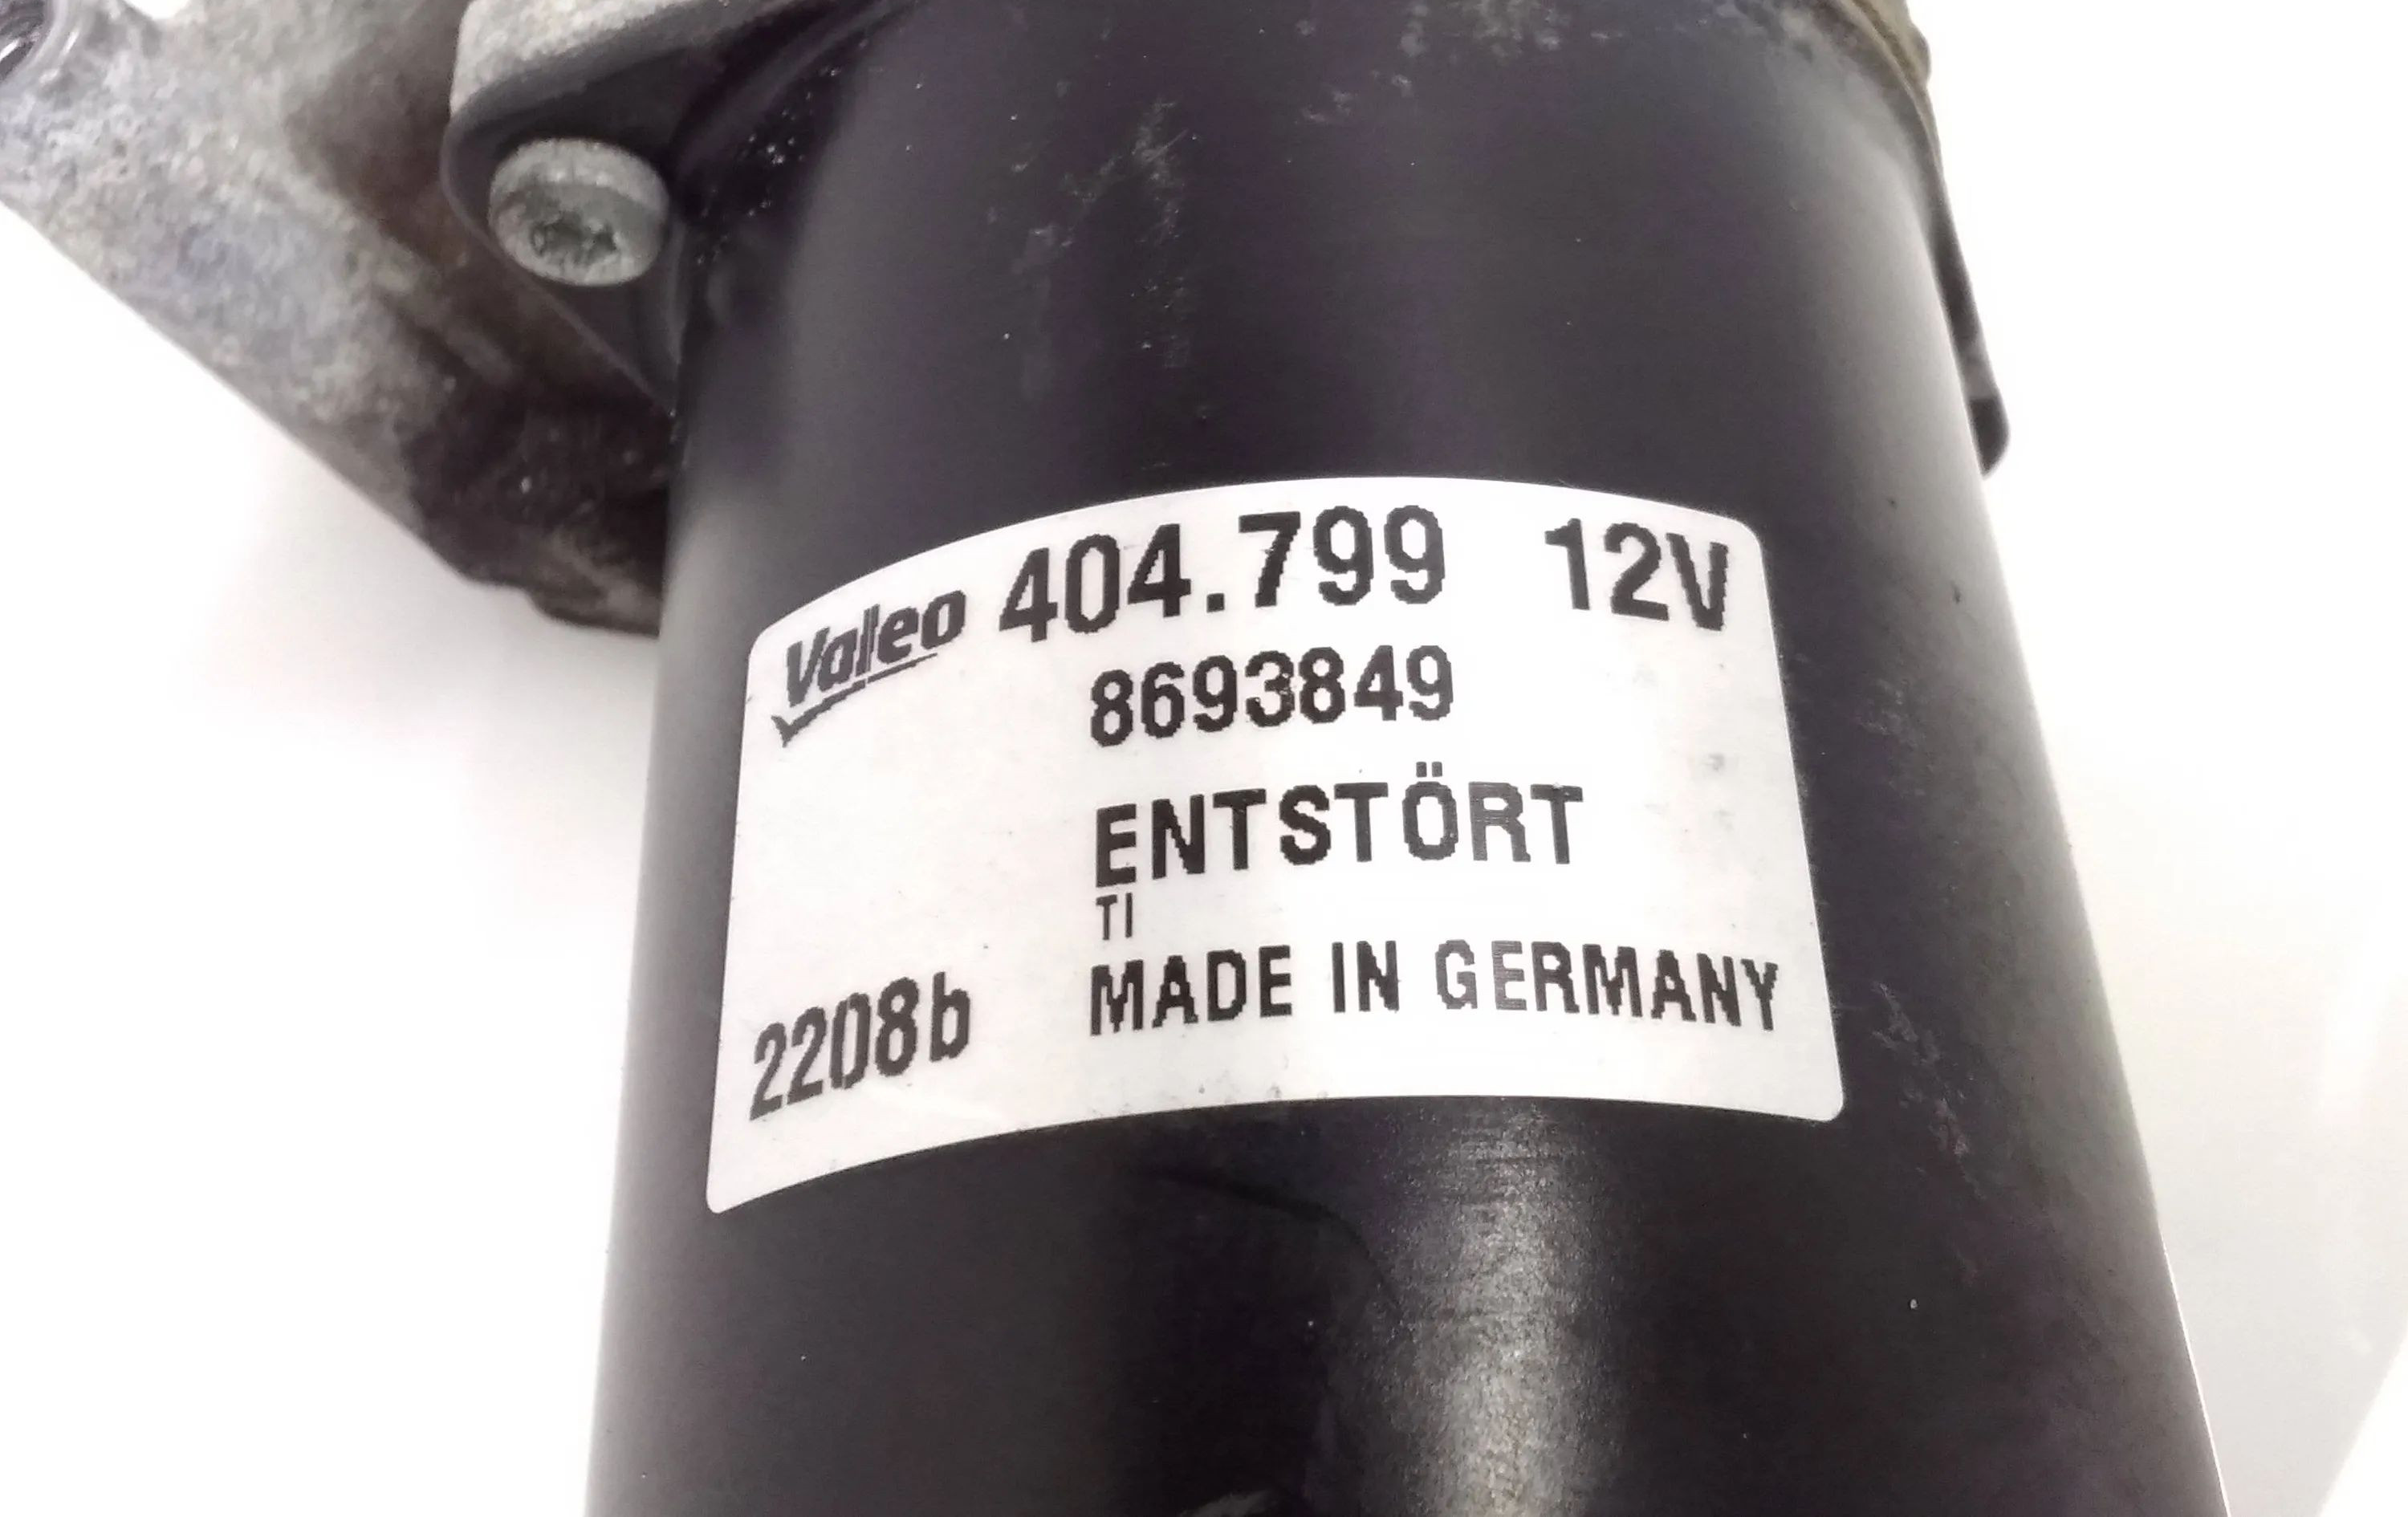 Valeo 404.799 12V
8693849
ENTSTÖRT
TI
2208b MADE IN GERMANY